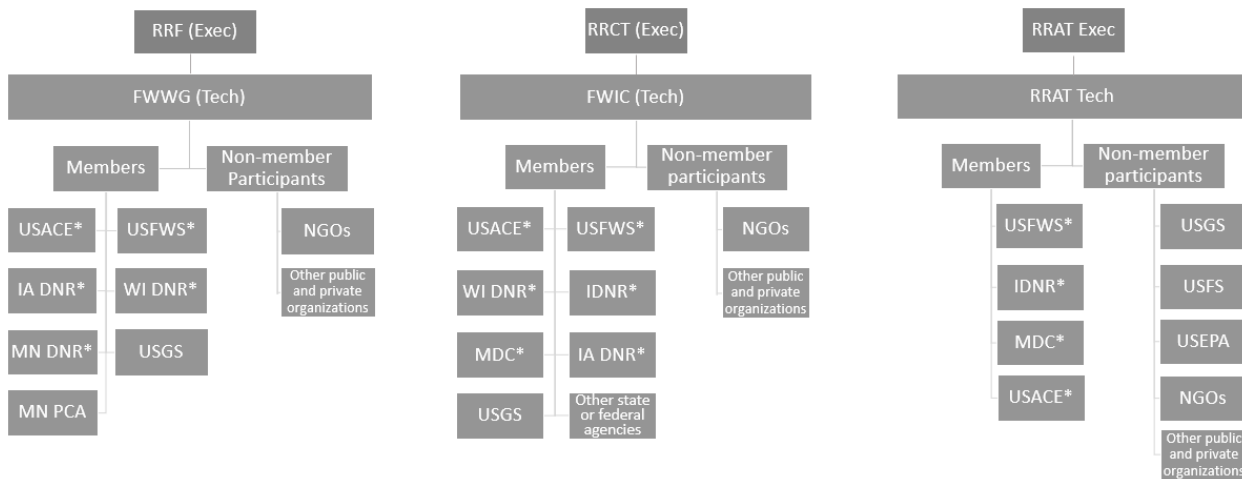 RRF (Exec)
FWWG (Tech)
Members
Non-member
Participants
USACE*
USFWS*
NGOs
IA DNR*
WI DNR*
Other public
and private
organizations
MN DNR*
USGS
MN PCA
RRCT (Exec)
FWIC (Tech)
Members
Non-member
participants
USACE*
USFWS*
NGOs
WI DNR*
IDNR*
Other public
and private
organizations
MDC*
IA DNR*
USGS
Other state
or federal
agencies
RRAT Exec
RRAT Tech
Members
Non-member
participants
USFWS*
USGS
IDNR*
USFS
MDC*
USEPA
USACE*
NGOs
Other public
and private
organizations